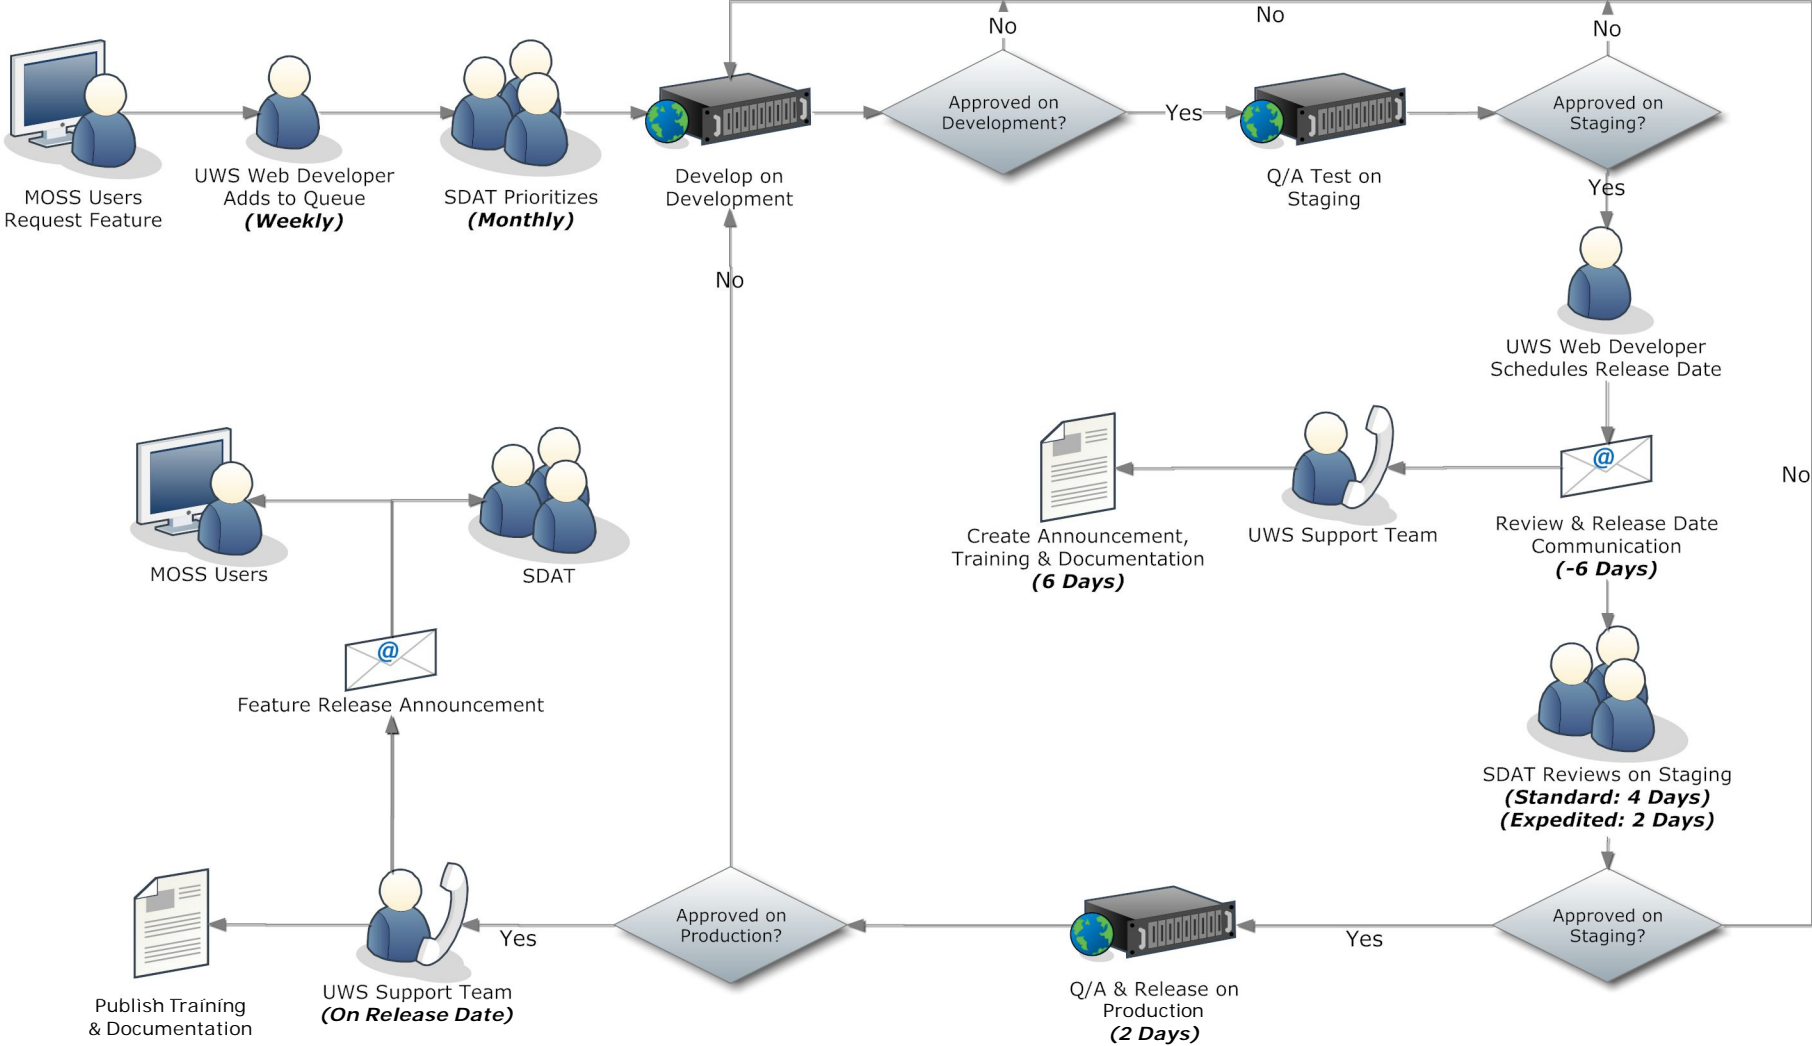 No
No
No
MOSS Users
Request Feature
UWS Web Developer
Adds to Queue
(Weekly)
SDAT Prioritizes
(Monthly)
Develop on
Development
Approved on
Development?
Yes
Q/A Test on
Staging
Approved on
Staging?
Yes
No
UWS Web Developer
Schedules Release Date
@
Review & Release Date
Communication
(-6 Days)
No
UWS Support Team
Create Announcement,
Training & Documentation
(6 Days)
MOSS Users
SDAT
@
Feature Release Announcement
SDAT Reviews on Staging
(Standard: 4 Days)
(Expedited: 2 Days)
Approved on
Staging?
Yes
Q/A & Release on
Production
(2 Days)
Approved on
Production?
Yes
UWS Support Team
(On Release Date)
Publish Training
& Documentation